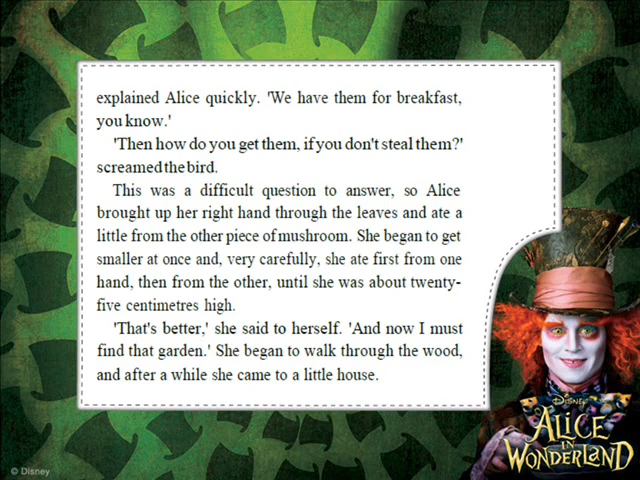 explained Alice quickly. 'We have them for breakfast,
you know.'
'Then how do you get them, if you don't steal them?'
screamed the bird.
This was a difficult question to answer, so Alice
brought up her right hand through the leaves and ate a
little from the other piece of mushroom. She began to get
smaller at once and, very carefully, she ate first from one
hand, then from the other, until she was about twenty-
five centimetres high.
'That's better,' she said to herself. 'And now I must
find that garden.' She began to walk through the wood,
and after a while she came to a little house.
DISNEY
ALICE
IN
WONDERLAND
© Disney